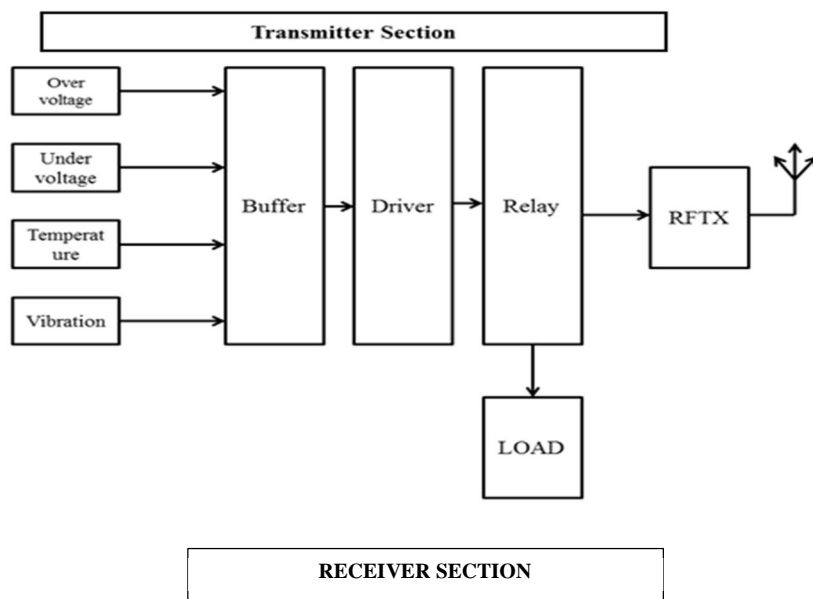 Transmitter Section
Over
voltage
Under
voltage
Temperat
ure
Vibration
Buffer
Driver
Relay
RFTX
LOAD
RECEIVER SECTION